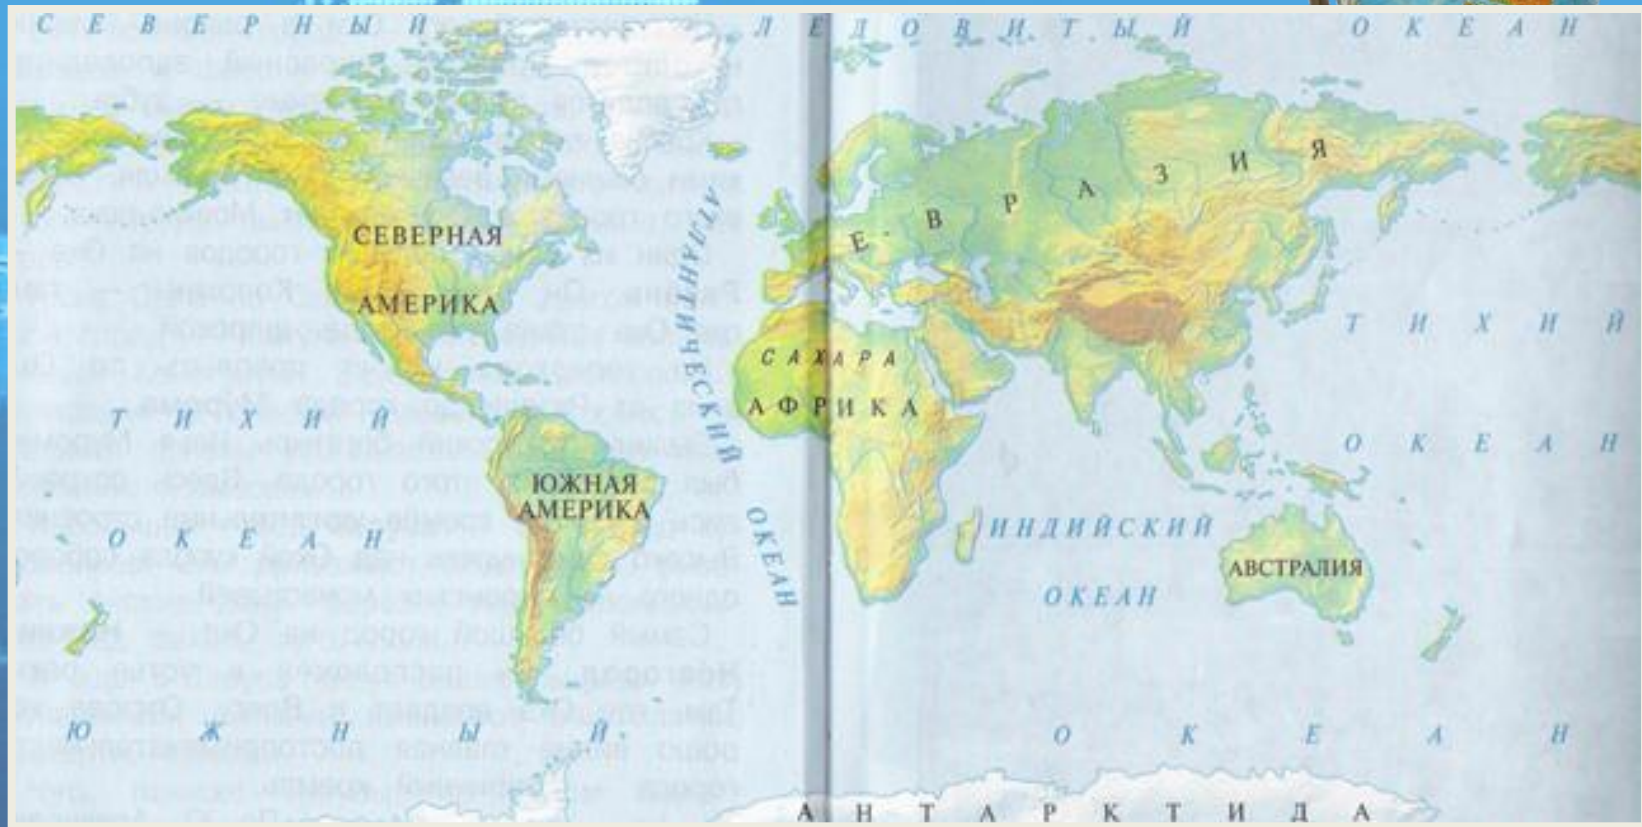 СЕВЕРНЫЙ ЛЕДОВИТЫЙ ОКЕАН
ЕВРАЗИЯ
СЕВЕРНАЯ
АМЕРИКА
АТЛАНТИЧЕСКИЙ
ОКЕАН
ТИХИЙ
ОКЕАН
САХАРА
АФРИКА
ТИХИЙ
ОКЕАН
ЮЖНАЯ
АМЕРИКА
ИНДИЙСКИЙ
ОКЕАН
АВСТРАЛИЯ
ЮЖНЫЙ ОКЕАН
АНТАРКТИДА